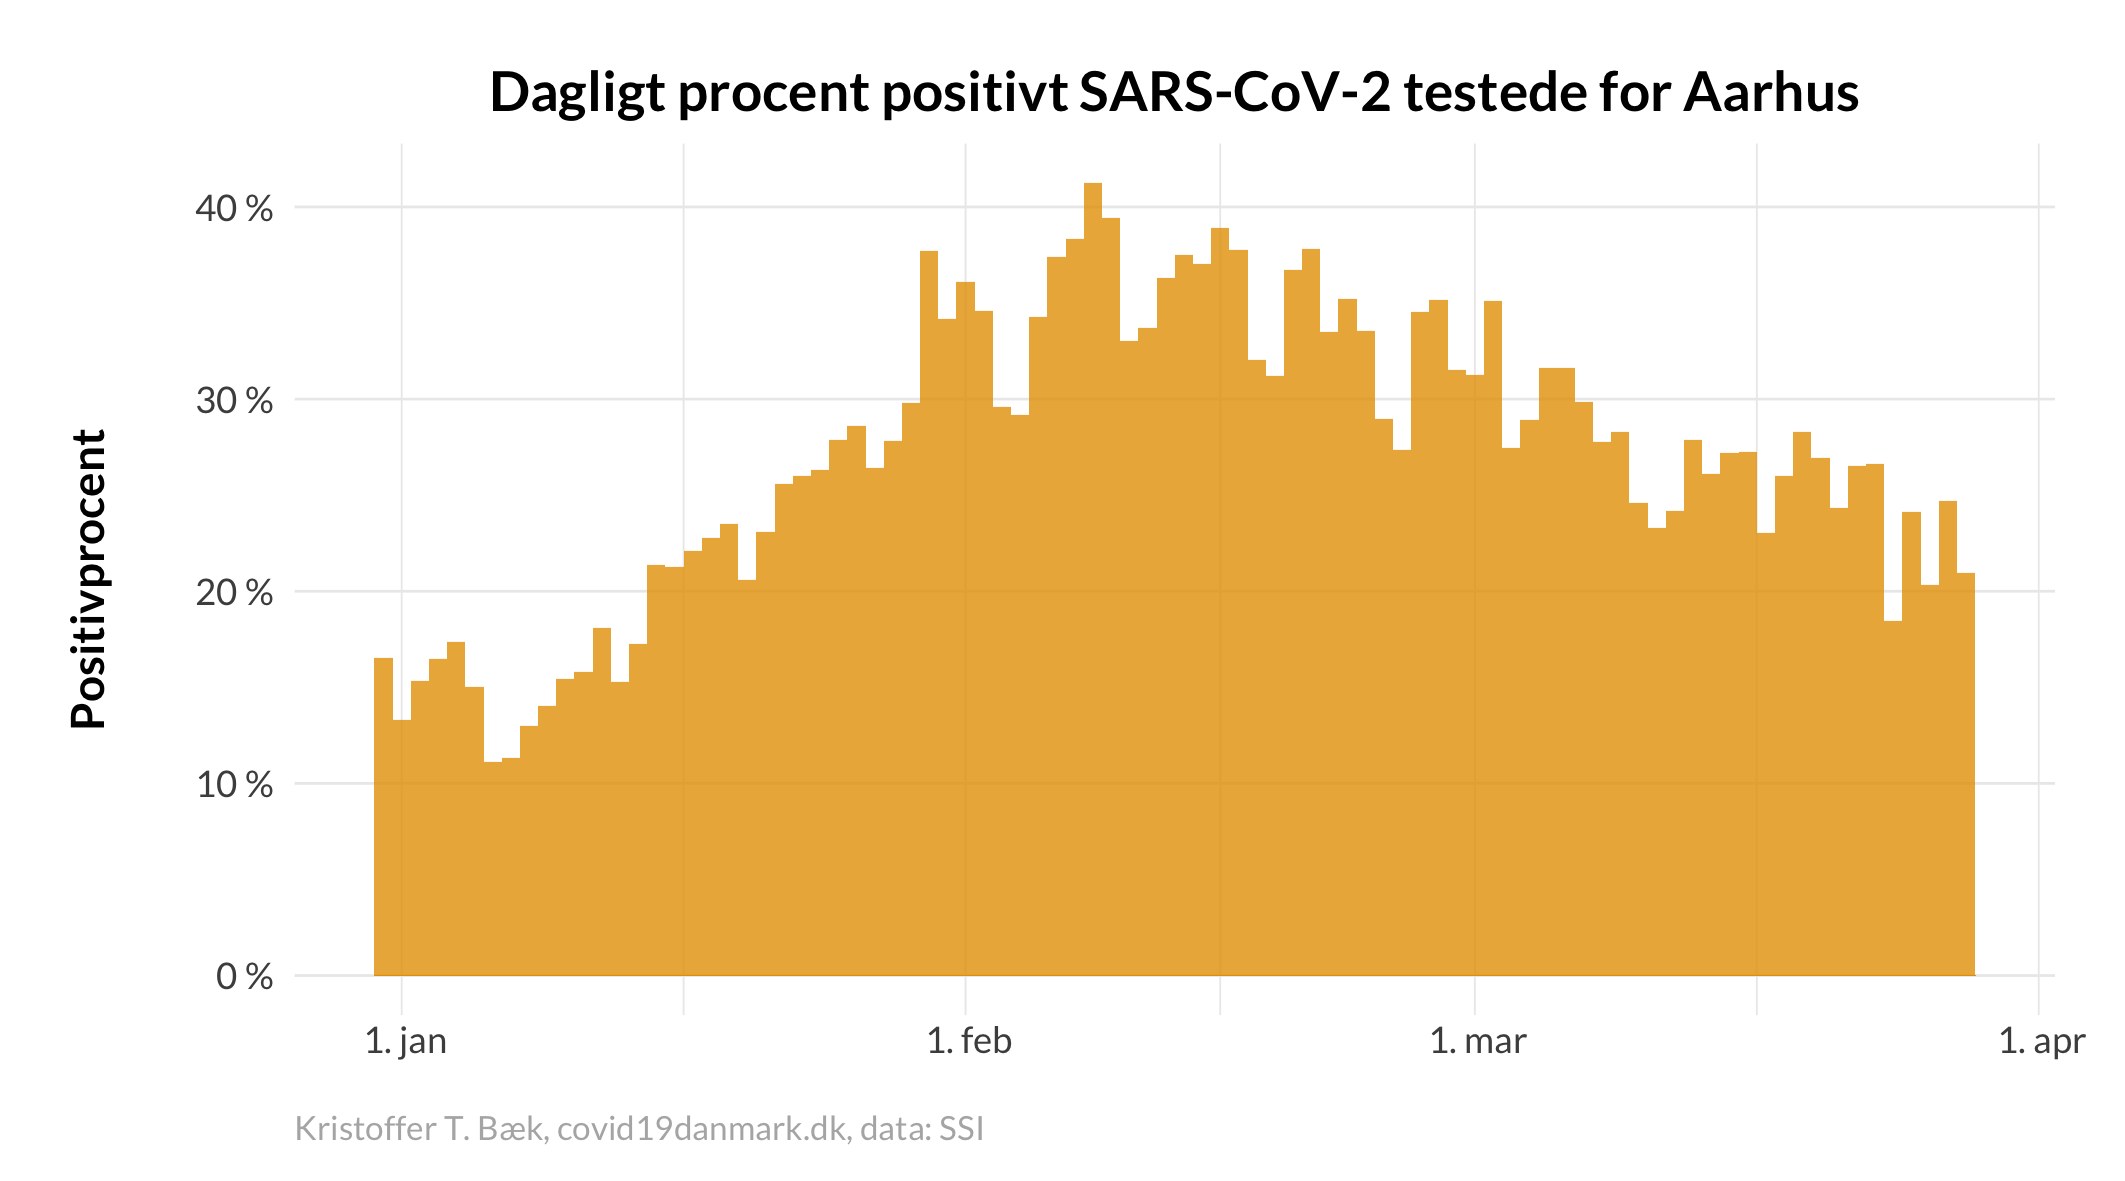 Dagligt procent positivt SARS-CoV-2 testede for Aarhus
Positivprocent
40 %
30 %
20 %
10 %
0 %
1. jan
1. feb
1. mar
1. apr
Kristoffer T. Bæk, covid19danmark.dk, data: SSI